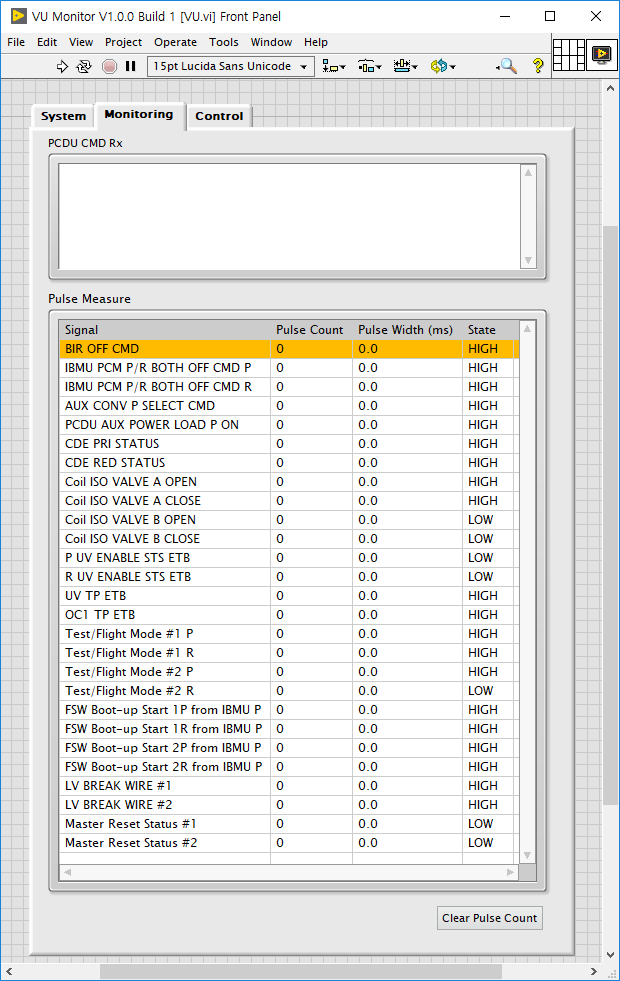 VU Monitor V1.0.0 Build 1 [VU.vi] Front Panel
File Edit View Project Operate Tools Window Help
15pt Lucida Sans Unicode
System Monitoring Control
PCDU CMD Rx
Pulse Measure
Signal Pulse Count Pulse Width (ms) State
BIR OFF CMD 0 0.0 HIGH
IBMU PCM P/R BOTH OFF CMD P 0 0.0 HIGH
IBMU PCM P/R BOTH OFF CMD R 0 0.0 HIGH
AUX CONV P SELECT CMD 0 0.0 HIGH
PCDU AUX POWER LOAD P ON 0 0.0 HIGH
CDE PRI STATUS 0 0.0 HIGH
CDE RED STATUS 0 0.0 HIGH
Coil ISO VALVE A OPEN 0 0.0 HIGH
Coil ISO VALVE A CLOSE 0 0.0 HIGH
Coil ISO VALVE B OPEN 0 0.0 LOW
Coil ISO VALVE B CLOSE 0 0.0 LOW
P UV ENABLE STS ETB 0 0.0 LOW
R UV ENABLE STS ETB 0 0.0 LOW
UV TP ETB 0 0.0 HIGH
OC1 TP ETB 0 0.0 HIGH
Test/Flight Mode #1 P 0 0.0 HIGH
Test/Flight Mode #1 R 0 0.0 HIGH
Test/Flight Mode #2 P 0 0.0 HIGH
Test/Flight Mode #2 R 0 0.0 LOW
FSW Boot-up Start 1P from IBMU P 0 0.0 HIGH
FSW Boot-up Start 1R from IBMU P 0 0.0 HIGH
FSW Boot-up Start 2P from IBMU P 0 0.0 HIGH
FSW Boot-up Start 2R from IBMU P 0 0.0 HIGH
LV BREAK WIRE #1 0 0.0 HIGH
LV BREAK WIRE #2 0 0.0 HIGH
Master Reset Status #1 0 0.0 LOW
Master Reset Status #2 0 0.0 LOW
Clear Pulse Count